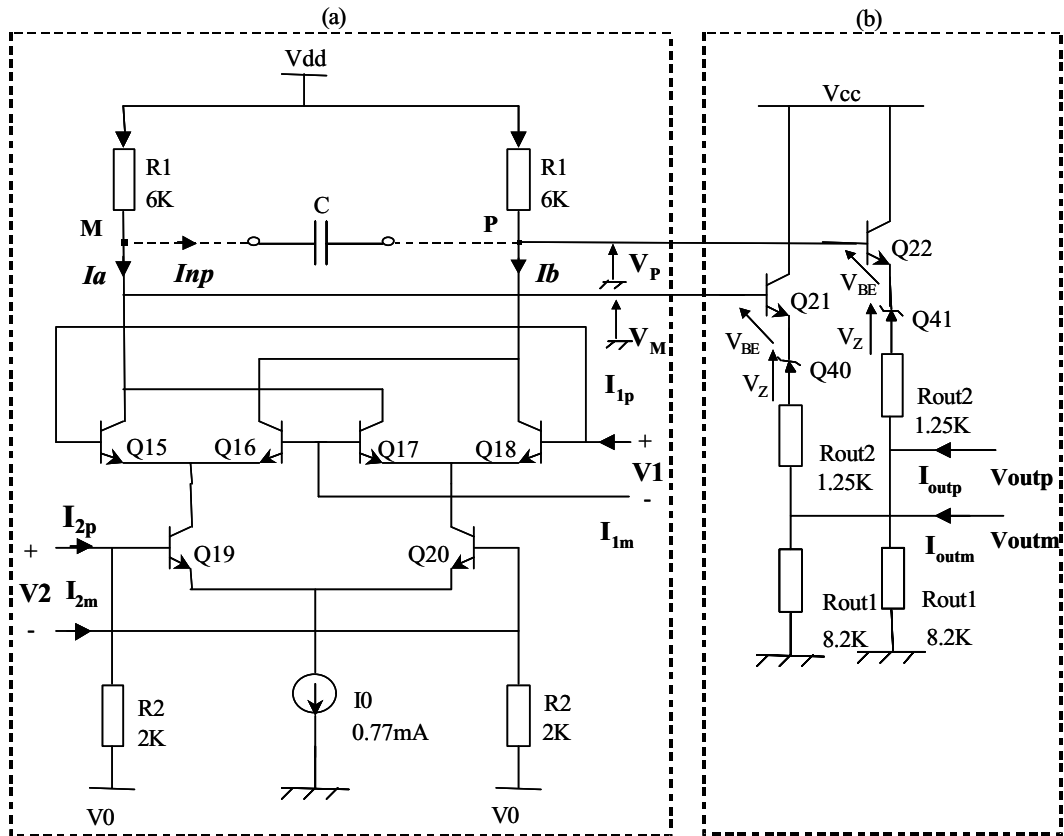 (a)
(b)
Vdd
Vcc
R1
6K
R1
6K
C
M
P
Ia
Inp
Ib
VP
VM
Q22
VBE
Q21
VBE
Q41
VZ
Q40
VZ
I1p
Rout2
1.25K
Rout2
1.25K
Q15
Q16
Q17
Q18
+
V1
-
I1m
Ioutp
Voutp
Ioutm
Voutm
I2p
+
Q19
Q20
V2
I2m
-
Rout1
8.2K
Rout1
8.2K
R2
2K
I0
0.77mA
R2
2K
V0
V0